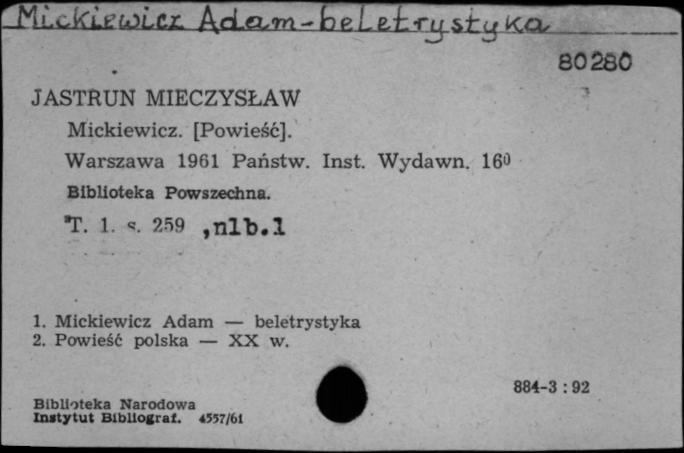 Mickiewicz Adam-beletrystyka
80280
JASTRUN MIECZYSŁAW
Mickiewicz. [Powieść].
Warszawa 1961 Państw. Inst. Wydawn. 16⁰
Biblioteka Powszechna.
T. 1. s. 259 ,nlb.1
1. Mickiewicz Adam — beletrystyka
2. Powieść polska — XX w.
884-3 : 92
Biblioteka Narodowa
Instytut Bibliograf. 4557/61